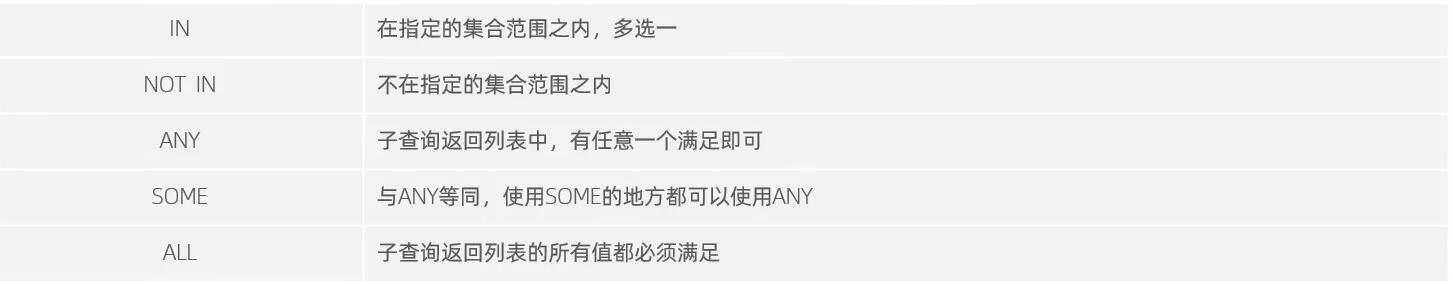 IN 在指定的集合范围之内，多选一
NOT IN 不在指定的集合范围之内
ANY 子查询返回列表中，有任意一个满足即可
SOME 与ANY等同，使用SOME的地方都可以使用ANY
ALL 子查询返回列表的所有值都必须满足